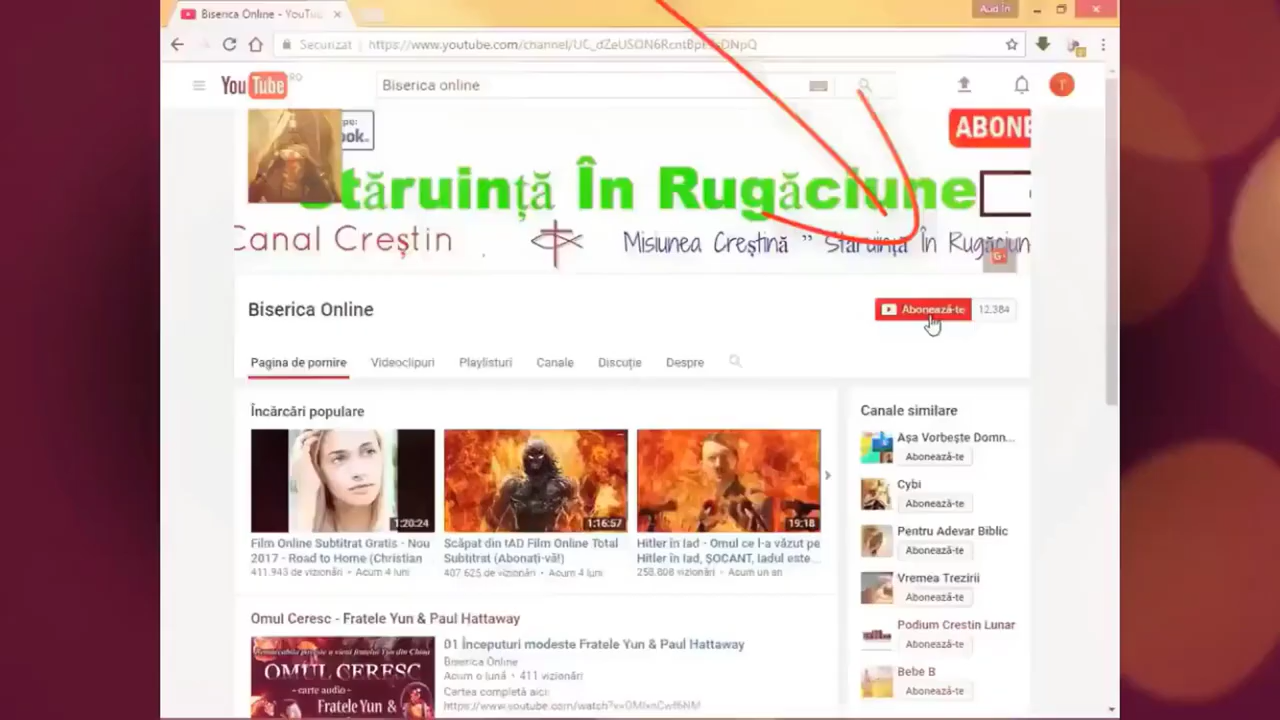 Biserica Online - YouTub
Aud în
Securizat
https://www.youtube.com/channel/
YouTube RO
Biserica online
ook.
ABONE
Stăruință În Rugăciune
Canal Creștin
Misiunea Creștină ” Stăruință În Rugăciun
G+
Biserica Online
Abonează-te
12.384
Pagina de pornire
Videoclipuri
Playlisturi
Canale
Discuție
Despre
Încărcări populare
1:20:24
1:16:57
19:18
Film Online Subtitrat Gratis - Nou
2017 - Road to Home (Christian
411.943 de vizionări • Acum 4 luni
Scăpat din IAD Film Online Total
Subtitrat (Abonați-vă!)
407 625 de vizionări • Acum 4 luni
Hitler în Iad - Omul ce l-a văzut pe
Hitler în Iad, ȘOCANT, Iadul este...
258.808 vizionări • Acum un an
Omul Ceresc - Fratele Yun & Paul Hattaway
OMUL CERESC
- carte audio -
Fratele Yun &
01 Începuturi modeste Fratele Yun & Paul Hattaway
Biserica Online
Acum o lună • 411 vizionări
Cartea completă aici:
https://www.youtube.com/watch?
Canale similare
Așa Vorbește Domn...
Abonează-te
Cybi
Abonează-te
Pentru Adevar Biblic
Abonează-te
Vremea Trezirii
Abonează-te
Podium Crestin Lunar
Abonează-te
Bebe B
Abonează-te